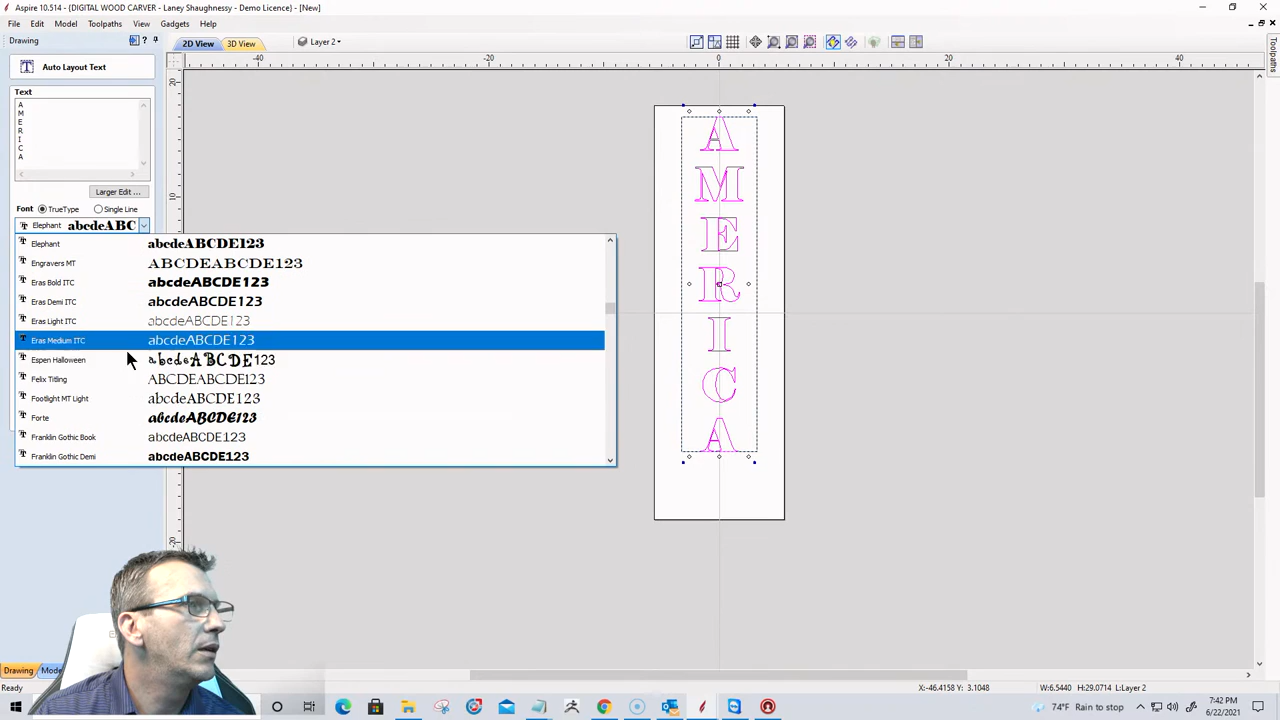 Aspire 10.514 - {DIGITAL WOOD CARVER - Laney Shaughnessy - Demo Licence} - [New]
File Edit Model Toolpaths View Gadgets Help
Drawing
2D View 3D View Layer 2
Toolpaths
-40 -20 0 20 40
20
10
-20
Auto Layout Text
Text
A
M
E
R
I
A
Larger Edit ...
Font TrueType Single Line
Elephant abcdeABC
Elephant abcdeABCDE123
Engravers MT ABCDEABCDE123
Eras Bold ITC abcdeABCDE123
Eras Demi ITC abcdeABCDE123
Eras Light ITC abcdeABCDE123
Eras Medium ITC abcdeABCDE123
Espen Halloween abcdeABCDE123
Felix Titling ABCDEABCDE123
Footlight MT Light abcdeABCDE123
Forte abcdeABCDE123
Franklin Gothic Book abcdeABCDE123
Franklin Gothic Demi abcdeABCDE123
A
M
E
R
I
C
A
Drawing Mode
Ready
X:-46.4158 Y: 3.1048 W:6.5440 H:29.0714 L:Layer 2
74°F Rain to stop
7:42 PM
6/22/2021